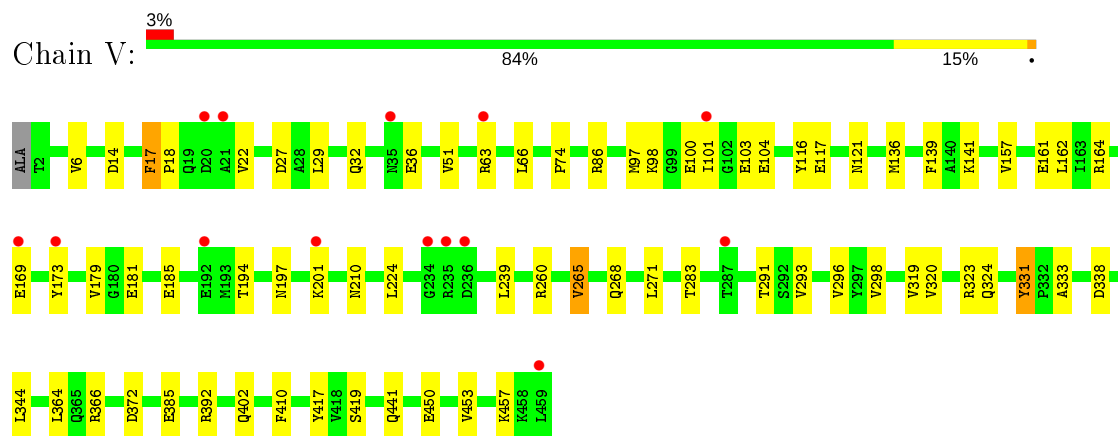 3%
Chain V:
84% 15% •
ALA T2 V6 D14 F17 P18 Q19 D20 A21 V22 D27 A28 L29 Q32 N35 E36 V51 R63 L66 P74 R86 M97 K98 G99 E100 I101 G102 E103 E104 Y116 E117 N121 M136 F139 A140 K141 V157 E161 L162 I163 R164
E169 Y173 V179 G180 E181 E185 E192 M193 T194 N197 K201 N210 L224 G234 R235 D236 L239 R260 V265 Q268 L271 T283 T287 T291 S292 V293 V296 Y297 V298 V319 V320 R323 Q324 Y331 P332 A333 D338
L344 L364 Q365 R366 D372 E385 R392 Q402 F410 Y417 V418 S419 Q441 E450 V453 K457 K458 L459